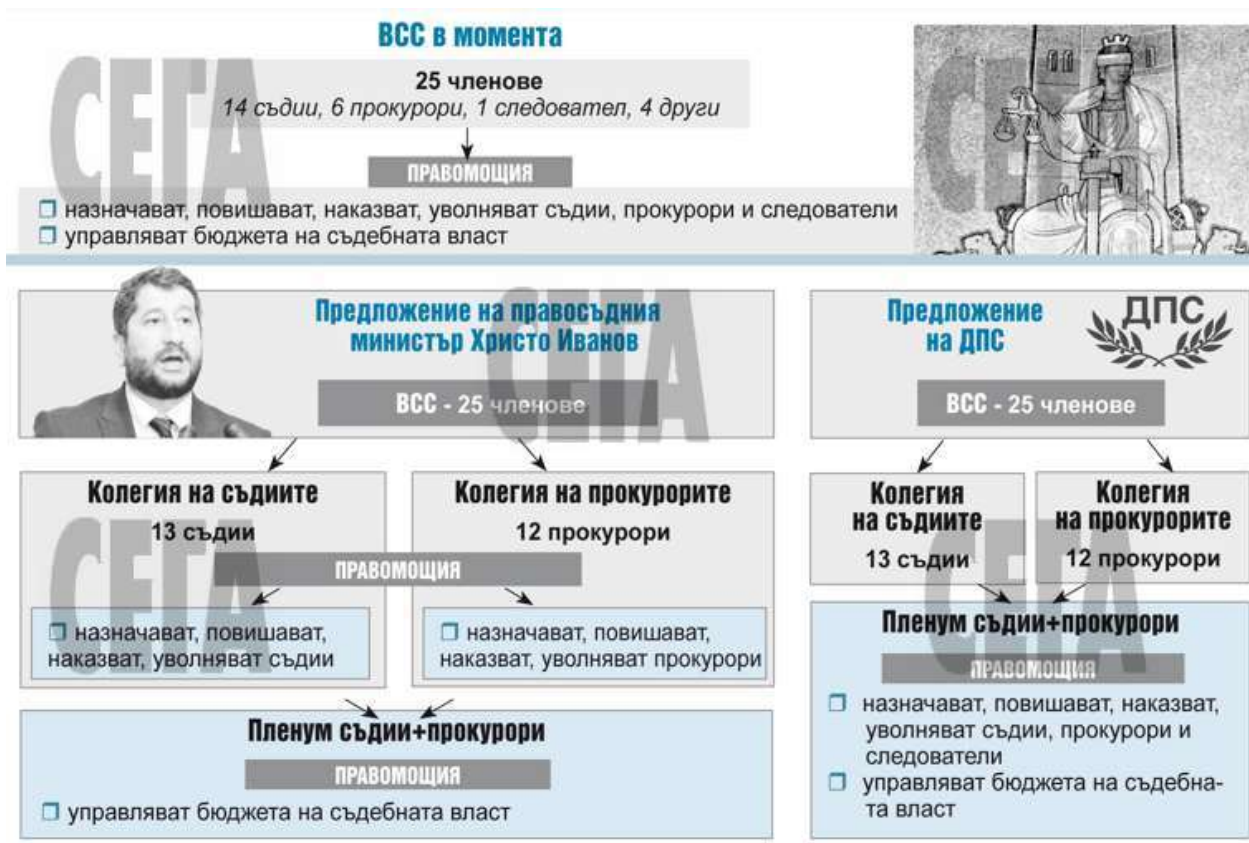 ВСС в момента
25 членове
14 съдии, 6 прокурори, 1 следовател, 4 други
ПРАВОМОЩИЯ
❒ назначават, повишават, наказват, уволняват съдии, прокурори и следователи
❒ управляват бюджета на съдебната власт
СЕГА
СЕГА
Предложение на правосъдния
министър Христо Иванов
ВСС - 25 членове
СЕГА
Колегия на съдиите
13 съдии
Колегия на прокурорите
12 прокурори
ПРАВОМОЩИЯ
❒ назначават, повишават,
наказват, уволняват съдии
❒ назначават, повишават,
наказват, уволняват прокурори
СЕГА
Пленум съдии+прокурори
ПРАВОМОЩИЯ
❒ управляват бюджета на съдебната власт
Предложение
на ДПС
ДПС
ВСС - 25 членове
Колегия
на съдиите
13 съдии
Колегия
на прокурорите
12 прокурори
Пленум съдии+прокурори
ПРАВОМОЩИЯ
❒ назначават, повишават, наказват,
уволняват съдии, прокурори и
следователи
❒ управляват бюджета на съдебна-
та власт
СЕГА